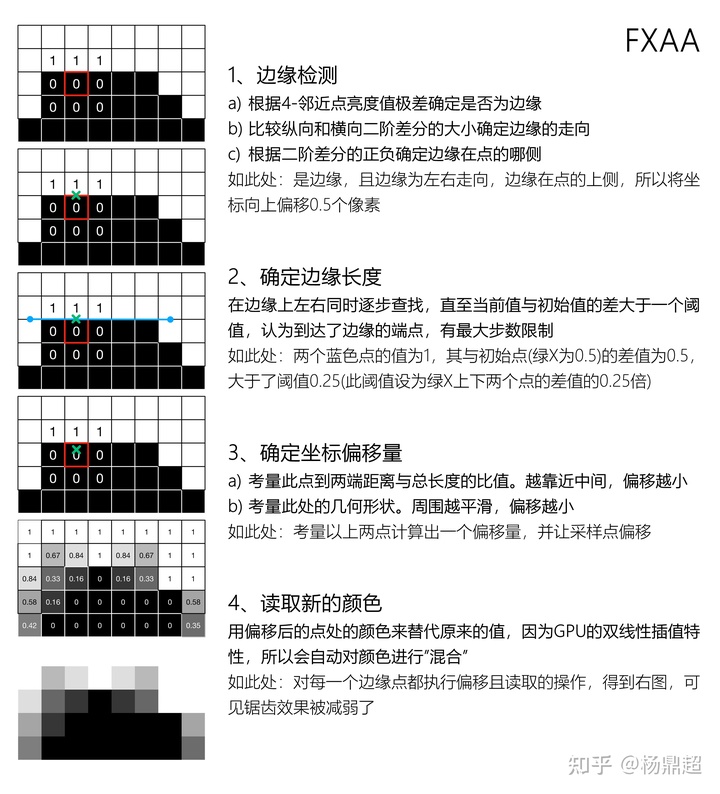 FXAA
1、边缘检测
a) 根据4-邻近点亮度值极差确定是否为边缘
b) 比较纵向和横向二阶差分的大小确定边缘的走向
c) 根据二阶差分的正负确定边缘在点的哪侧
如此处：是边缘，且边缘为左右走向，边缘在点的上侧，所以将坐
标向上偏移0.5个像素
1 1 1
0 0 0
0 0 0
1 1 1
0 0 0
0 0 0
2、确定边缘长度
在边缘上左右同时逐步查找，直至当前值与初始值的差大于一个阈
值，认为到达了边缘的端点，有最大步数限制
如此处：两个蓝色点的值为1，其与初始点(绿X为0.5)的差值为0.5，
大于了阈值0.25(此阈值设为绿X上下两个点的差值的0.25倍)
1 1 1
0 0 0
0 0 0
3、确定坐标偏移量
a) 考量此点到两端距离与总长度的比值。越靠近中间，偏移越小
b) 考量此处的几何形状。周围越平滑，偏移越小
如此处：考量以上两点计算出一个偏移量，并让采样点偏移
1 1 1
0 0 0
0 0 0
1 1 1 1 1 1 1 1
1 0.67 0.84 1 0.84 0.67 1 1
0.84 0.33 0.16 0 0.16 0.33 1 1
0.58 0.16 0 0 0 0 0 0.58
0.42 0 0 0 0 0 0 0.35
4、读取新的颜色
用偏移后的点处的颜色来替代原来的值，因为GPU的双线性插值特
性，所以会自动对颜色进行“混合”
如此处：对每一个边缘点都执行偏移且读取的操作，得到右图，可
见锯齿效果被减弱了
知乎 @杨鼎超